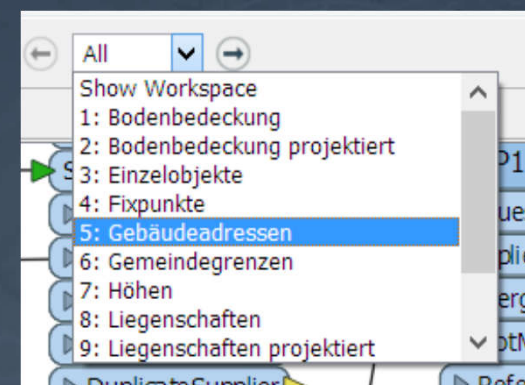 All
Show Workspace
1: Bodenbedeckung
2: Bodenbedeckung projektiert
3: Einzelobjekte
4: Fixpunkte
5: Gebäudeadressen
6: Gemeindegrenzen
7: Höhen
8: Liegenschaften
9: Liegenschaften projektiert
DuplicateSupplier